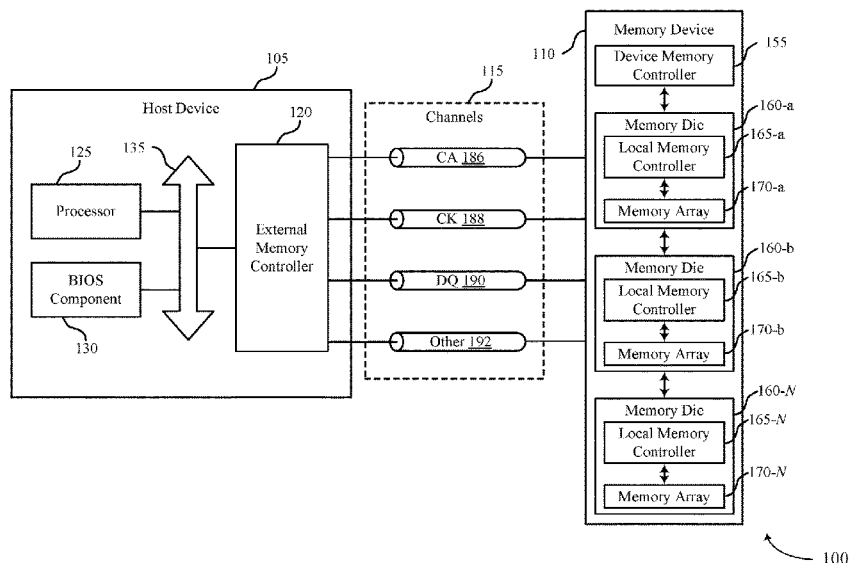 105
Host Device
135
120
125
Processor
External
Memory
Controller
BIOS
Component
130
115
Channels
CA 186
CK 188
DQ 190
Other 192
110
Memory Device
Device Memory
Controller
155
Memory Die
160-a
Local Memory
Controller
165-a
Memory Array
170-a
Memory Die
160-b
Local Memory
Controller
165-b
Memory Array
170-b
Memory Die
160-N
Local Memory
Controller
165-N
Memory Array
170-N
100